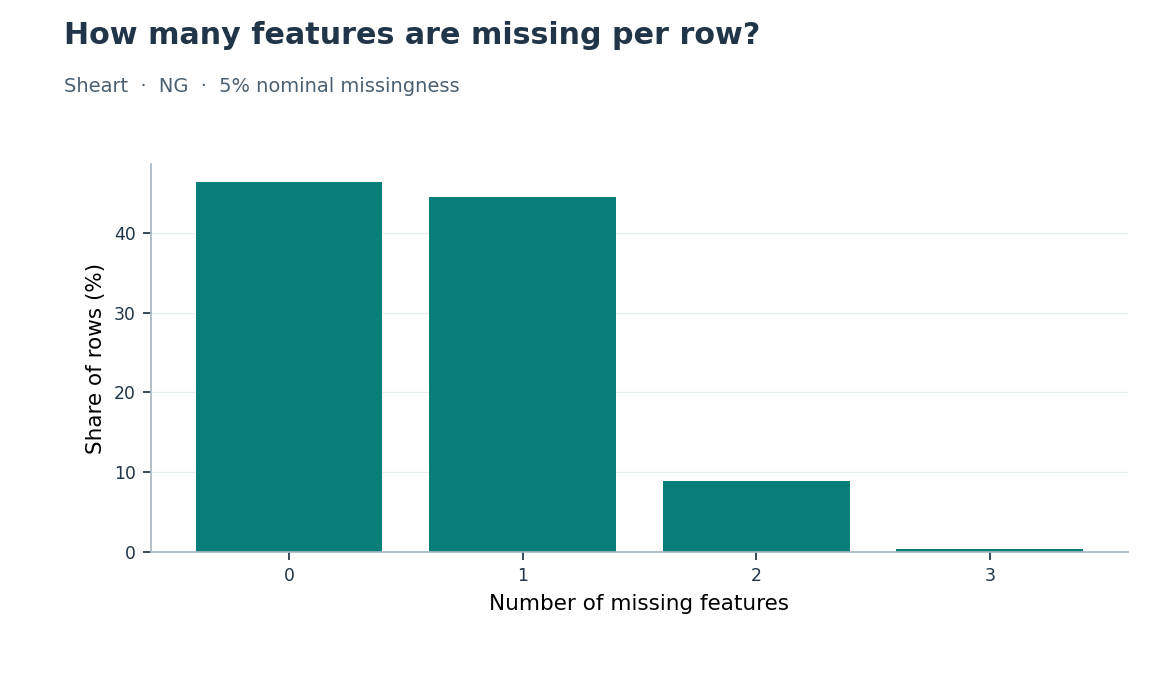 How many features are missing per row?
Sheart · NG · 5% nominal missingness
Share of rows (%)
40
30
20
10
0
0 1 2 3
Number of missing features